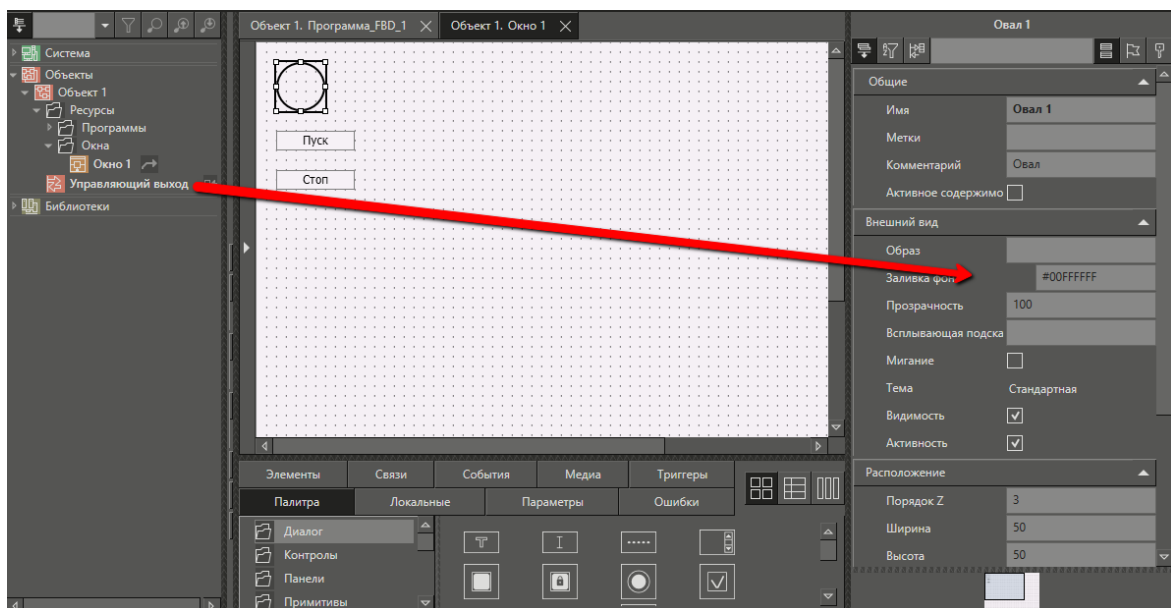 Объект 1. Программа_FBD_1
Объект 1. Окно 1
Овал 1
Система
Объекты
Объект 1
Ресурсы
Программы
Окна
Окно 1
Управляющий выход
Библиотеки
Пуск
Стоп
Общие
Имя Овал 1
Метки
Комментарий Овал
Активное содержимо
Внешний вид
Образ
Заливка фон #00FFFFFF
Прозрачность 100
Всплывающая подска
Мигание
Тема Стандартная
Видимость
Активность
Расположение
Порядок Z 3
Ширина 50
Высота 50
Элементы Связи События Медиа Триггеры
Палитра Локальные Параметры Ошибки
Диалог
Контролы
Панели
Примитивы